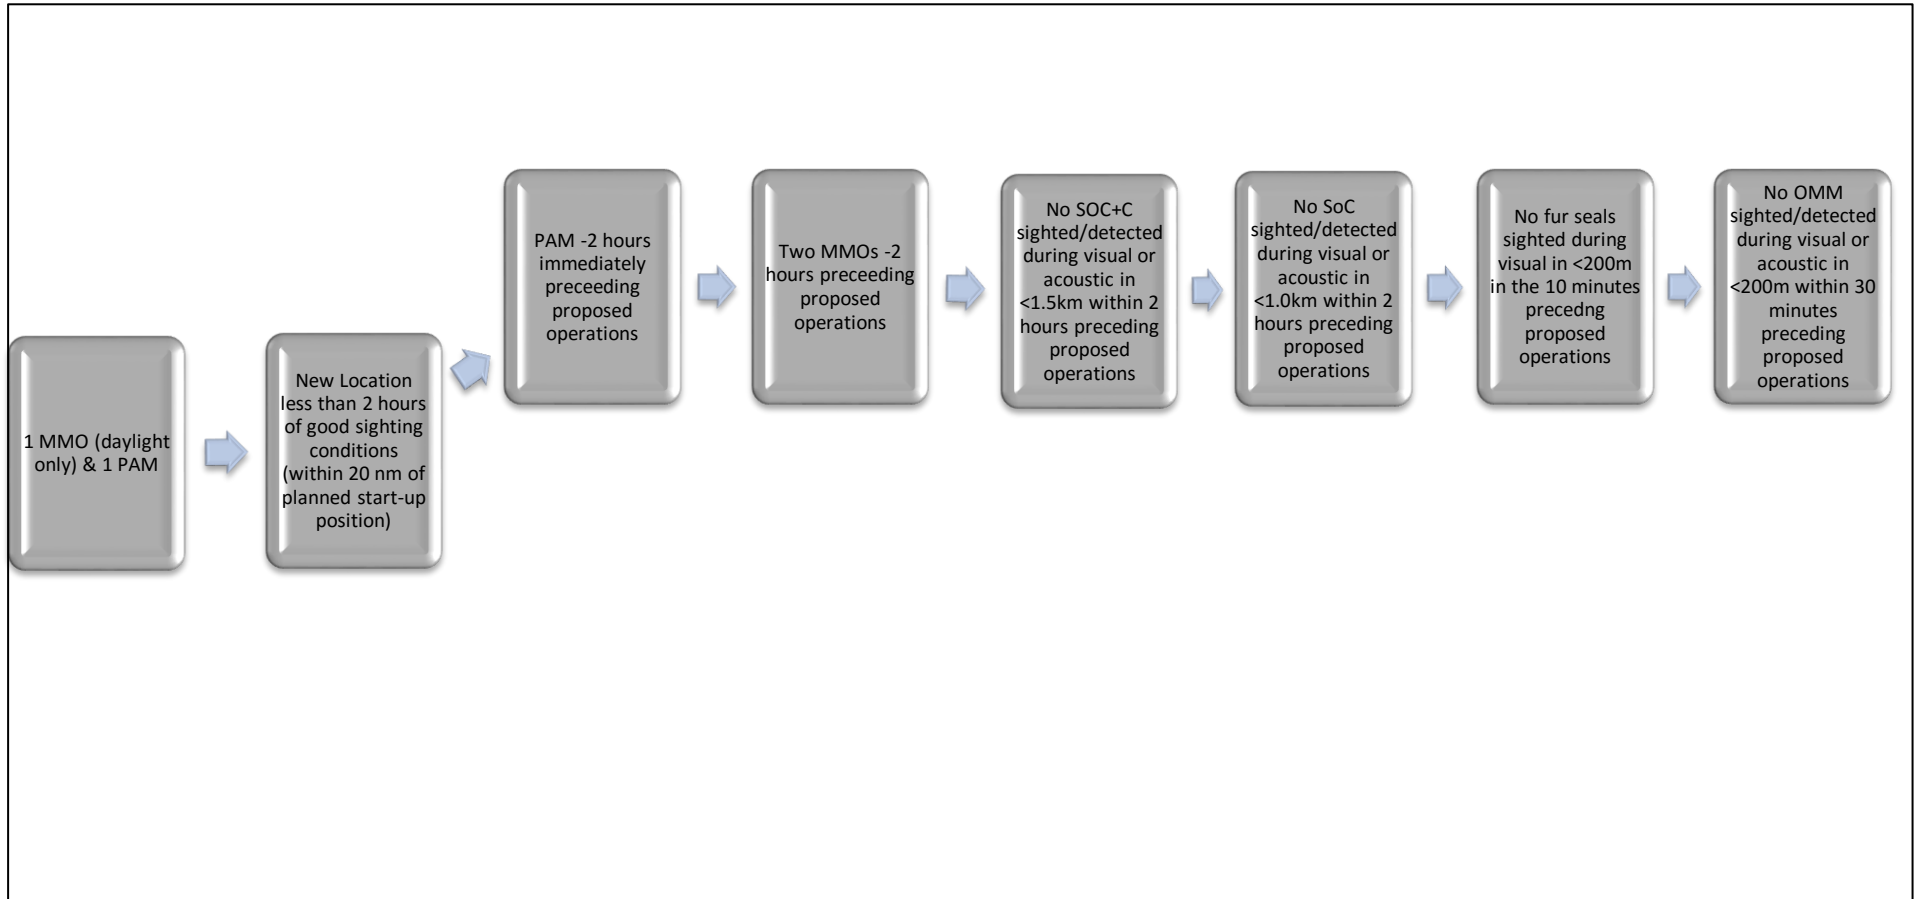 1 MMO (daylight
only) & 1 PAM
New Location
less than 2 hours
of good sighting
conditions
(within 20 nm of
planned start-up
position)
PAM -2 hours
immediately
preceeding
proposed
operations
Two MMOs -2
hours preceeding
proposed
operations
No SOC+C
sighted/detected
during visual or
acoustic in
<1.5km within 2
hours preceding
proposed
operations
No SoC
sighted/detected
during visual or
acoustic in
<1.0km within 2
hours preceding
proposed
operations
No fur seals
sighted during
visual in <200m
in the 10 minutes
precedng
proposed
operations
No OMM
sighted/detected
during visual or
acoustic in
<200m within 30
minutes
preceding
proposed
operations